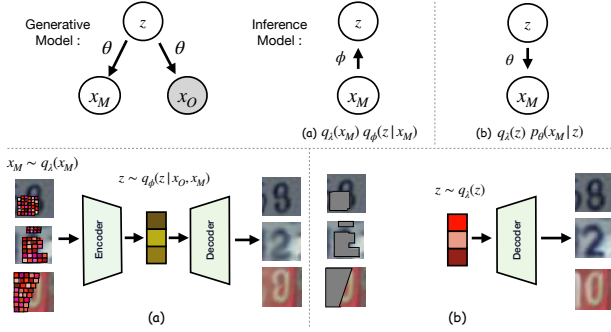 Generative Model :
z
θ
θ
x_M
x_O
Inference Model :
z
ϕ
x_M
(a) q_λ(x_M) q_ϕ(z|x_M)
z
θ
x_M
(b) q_λ(z) p_θ(x_M|z)
x_M ∼ q_λ(x_M)
z ∼ q_ϕ(z|x_O, x_M)
Encoder
Decoder
(a)
z ∼ q_λ(z)
Decoder
(b)